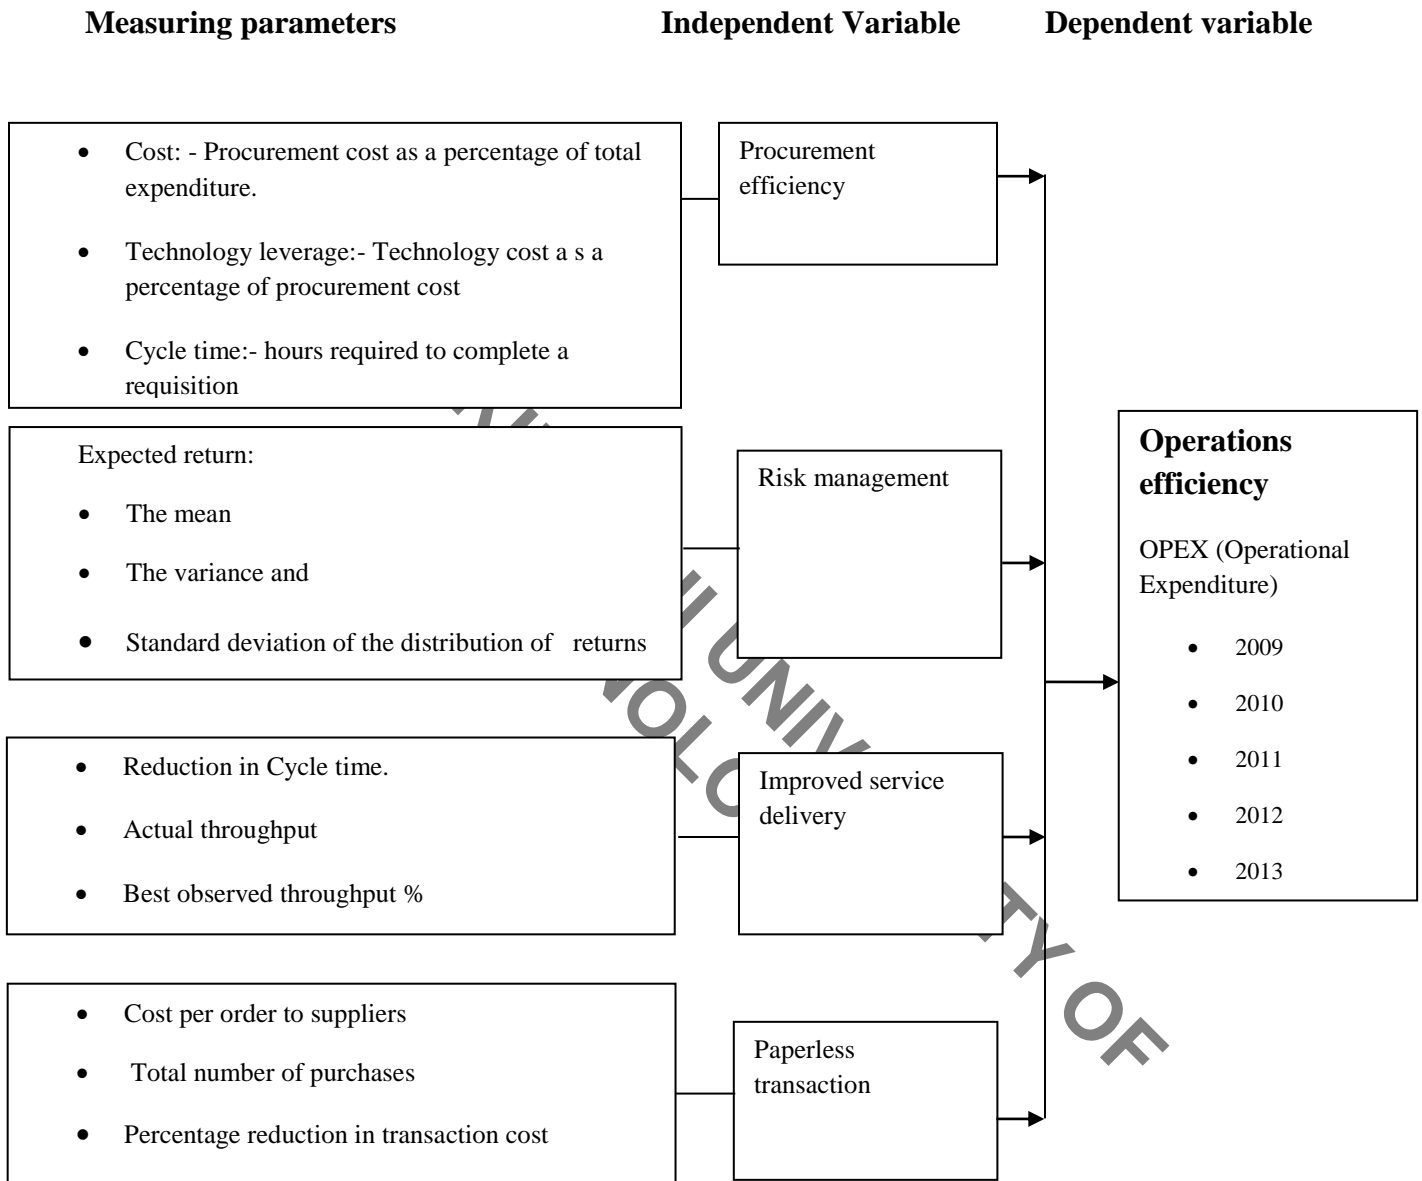 Measuring parameters Independent Variable Dependent variable
• Cost: - Procurement cost as a percentage of total
expenditure.
• Technology leverage:- Technology cost a s a
percentage of procurement cost
• Cycle time:- hours required to complete a
requisition
Procurement
efficiency
Expected return:
• The mean
• The variance and
• Standard deviation of the distribution of returns
Risk management
• Reduction in Cycle time.
• Actual throughput
• Best observed throughput %
Improved service
delivery
• Cost per order to suppliers
• Total number of purchases
• Percentage reduction in transaction cost
Paperless
transaction
Operations
efficiency
OPEX (Operational
Expenditure)
• 2009
• 2010
• 2011
• 2012
• 2013
OF